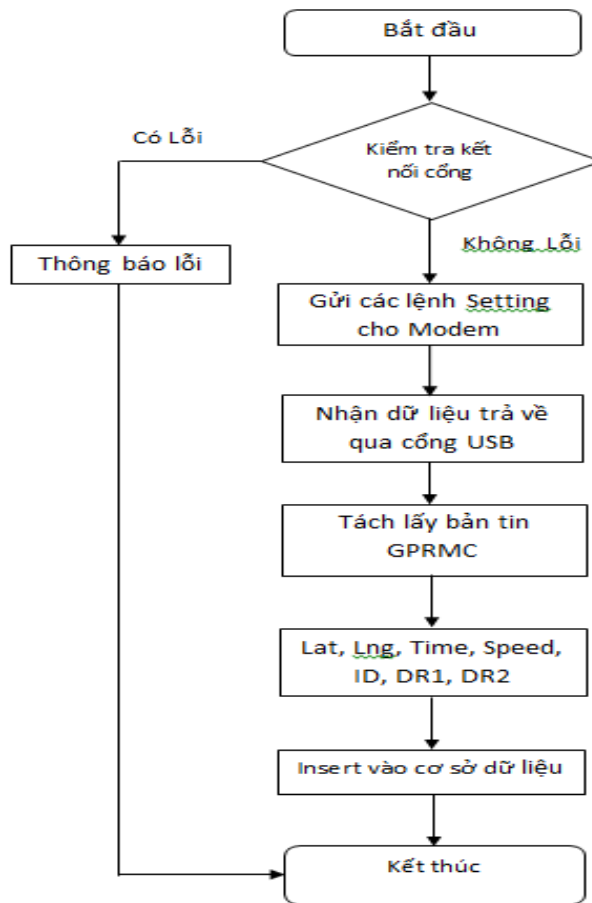 Bắt đầu
Kiểm tra kết
nối cổng
Có Lỗi
Không Lỗi
Thông báo lỗi
Gửi các lệnh Setting
cho Modem
Nhận dữ liệu trả về
qua cổng USB
Tách lấy bản tin
GPRMC
Lat, Lng, Time, Speed,
ID, DR1, DR2
Insert vào cơ sở dữ liệu
Kết thúc